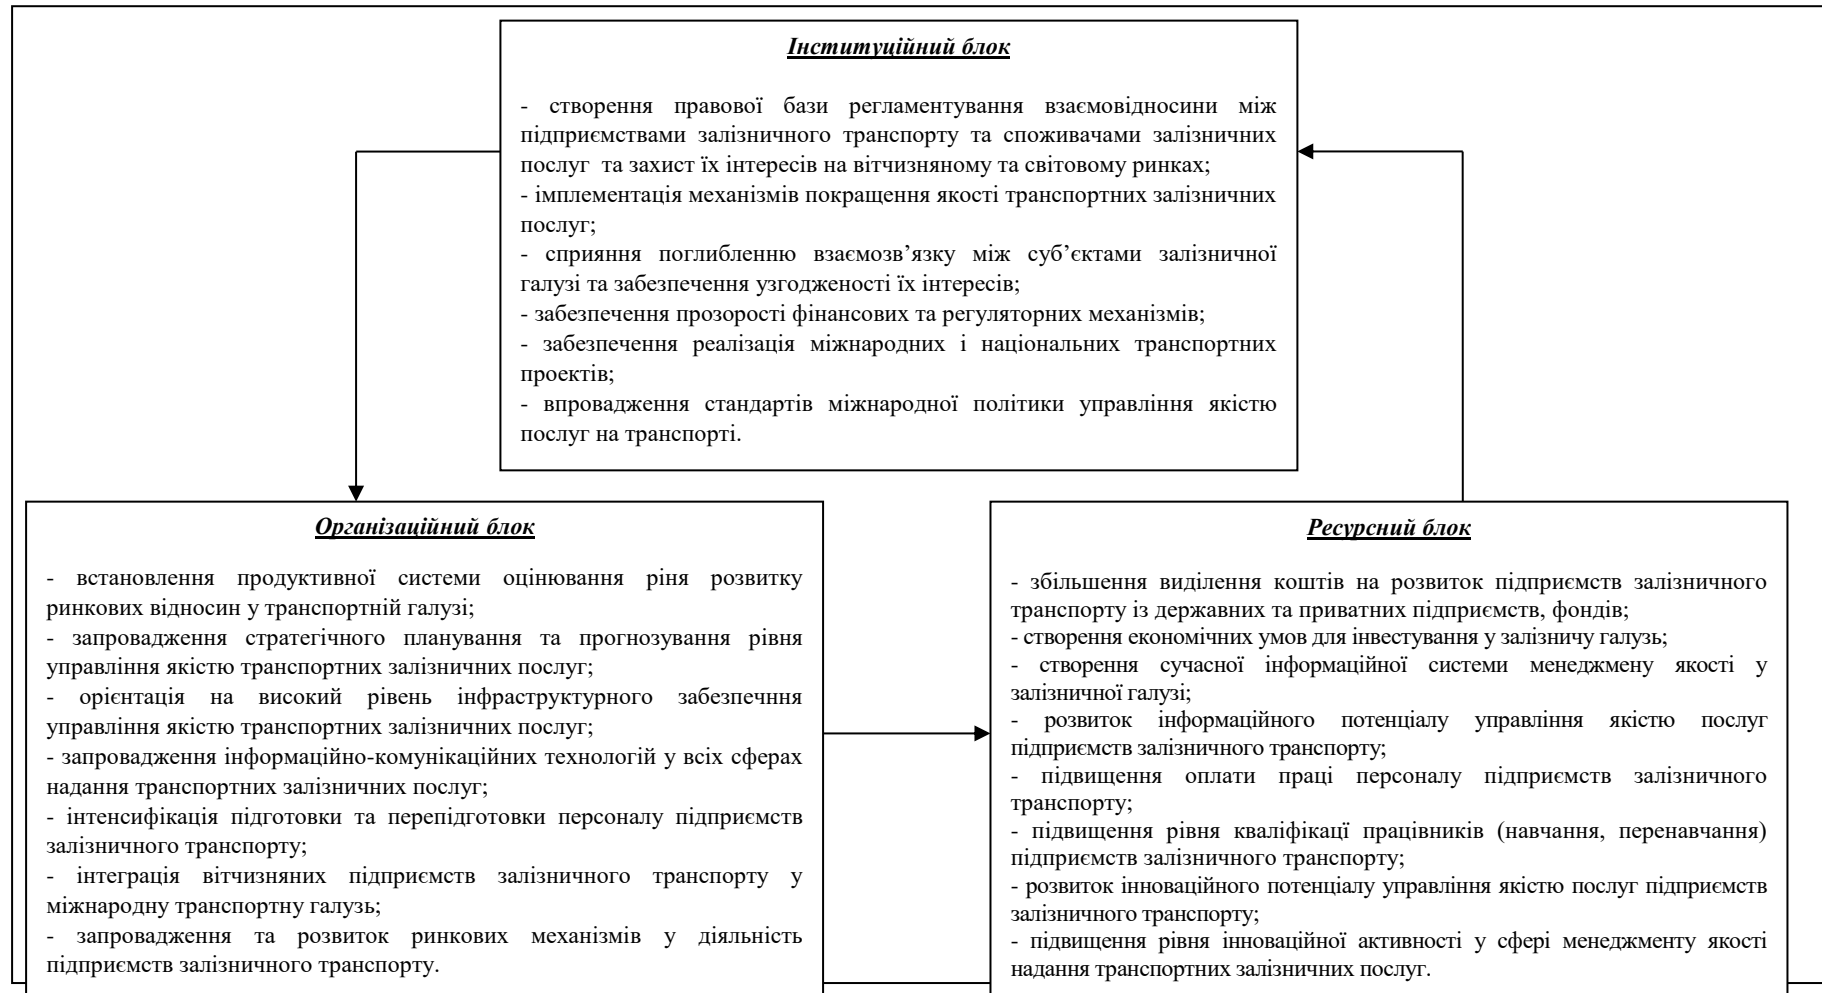 Інституційний блок
- створення правової бази регламентування взаємовідносини між
підприємствами залізничного транспорту та споживачами залізничних
послуг та захист їх інтересів на вітчизняному та світовому ринках;
- імплементація механізмів покращення якості транспортних залізничних
послуг;
- сприяння поглибленню взаємозв’язку між суб’єктами залізничної
галузі та забезпечення узгодженості їх інтересів;
- забезпечення прозорості фінансових та регуляторних механізмів;
- забезпечення реалізація міжнародних і національних транспортних
проектів;
- впровадження стандартів міжнародної політики управління якістю
послуг на транспорті.
Організаційний блок
- встановлення продуктивної системи оцінювання ріня розвитку
ринкових відносин у транспортній галузі;
- запровадження стратегічного планування та прогнозування рівня
управління якістю транспортних залізничних послуг;
- орієнтація на високий рівень інфраструктурного забезпечння
управління якістю транспортних залізничних послуг;
- запровадження інформаційно-комунікаційних технологій у всіх сферах
надання транспортних залізничних послуг;
- інтенсифікація підготовки та перепідготовки персоналу підприємств
залізничного транспорту;
- інтеграція вітчизняних підприємств залізничного транспорту у
міжнародну транспортну галузь;
- запровадження та розвиток ринкових механізмів у діяльність
підприємств залізничного транспорту.
Ресурсний блок
- збільшення виділення коштів на розвиток підприємств залізничного
транспорту із державних та приватних підприємств, фондів;
- створення економічних умов для інвестування у залізничу галузь;
- створення сучасної інформаційної системи менеджмену якості у
залізничної галузі;
- розвиток інформаційного потенціалу управління якістю послуг
підприємств залізничного транспорту;
- підвищення оплати праці персоналу підприємств залізничного
транспорту;
- підвищення рівня кваліфікації працівників (навчання, перенавчання)
підприємств залізничного транспорту;
- розвиток інноваційного потенціалу управління якістю послуг підприємств
залізничного транспорту;
- підвищення рівня інноваційної активності у сфері менеджменту якості
надання транспортних залізничних послуг.